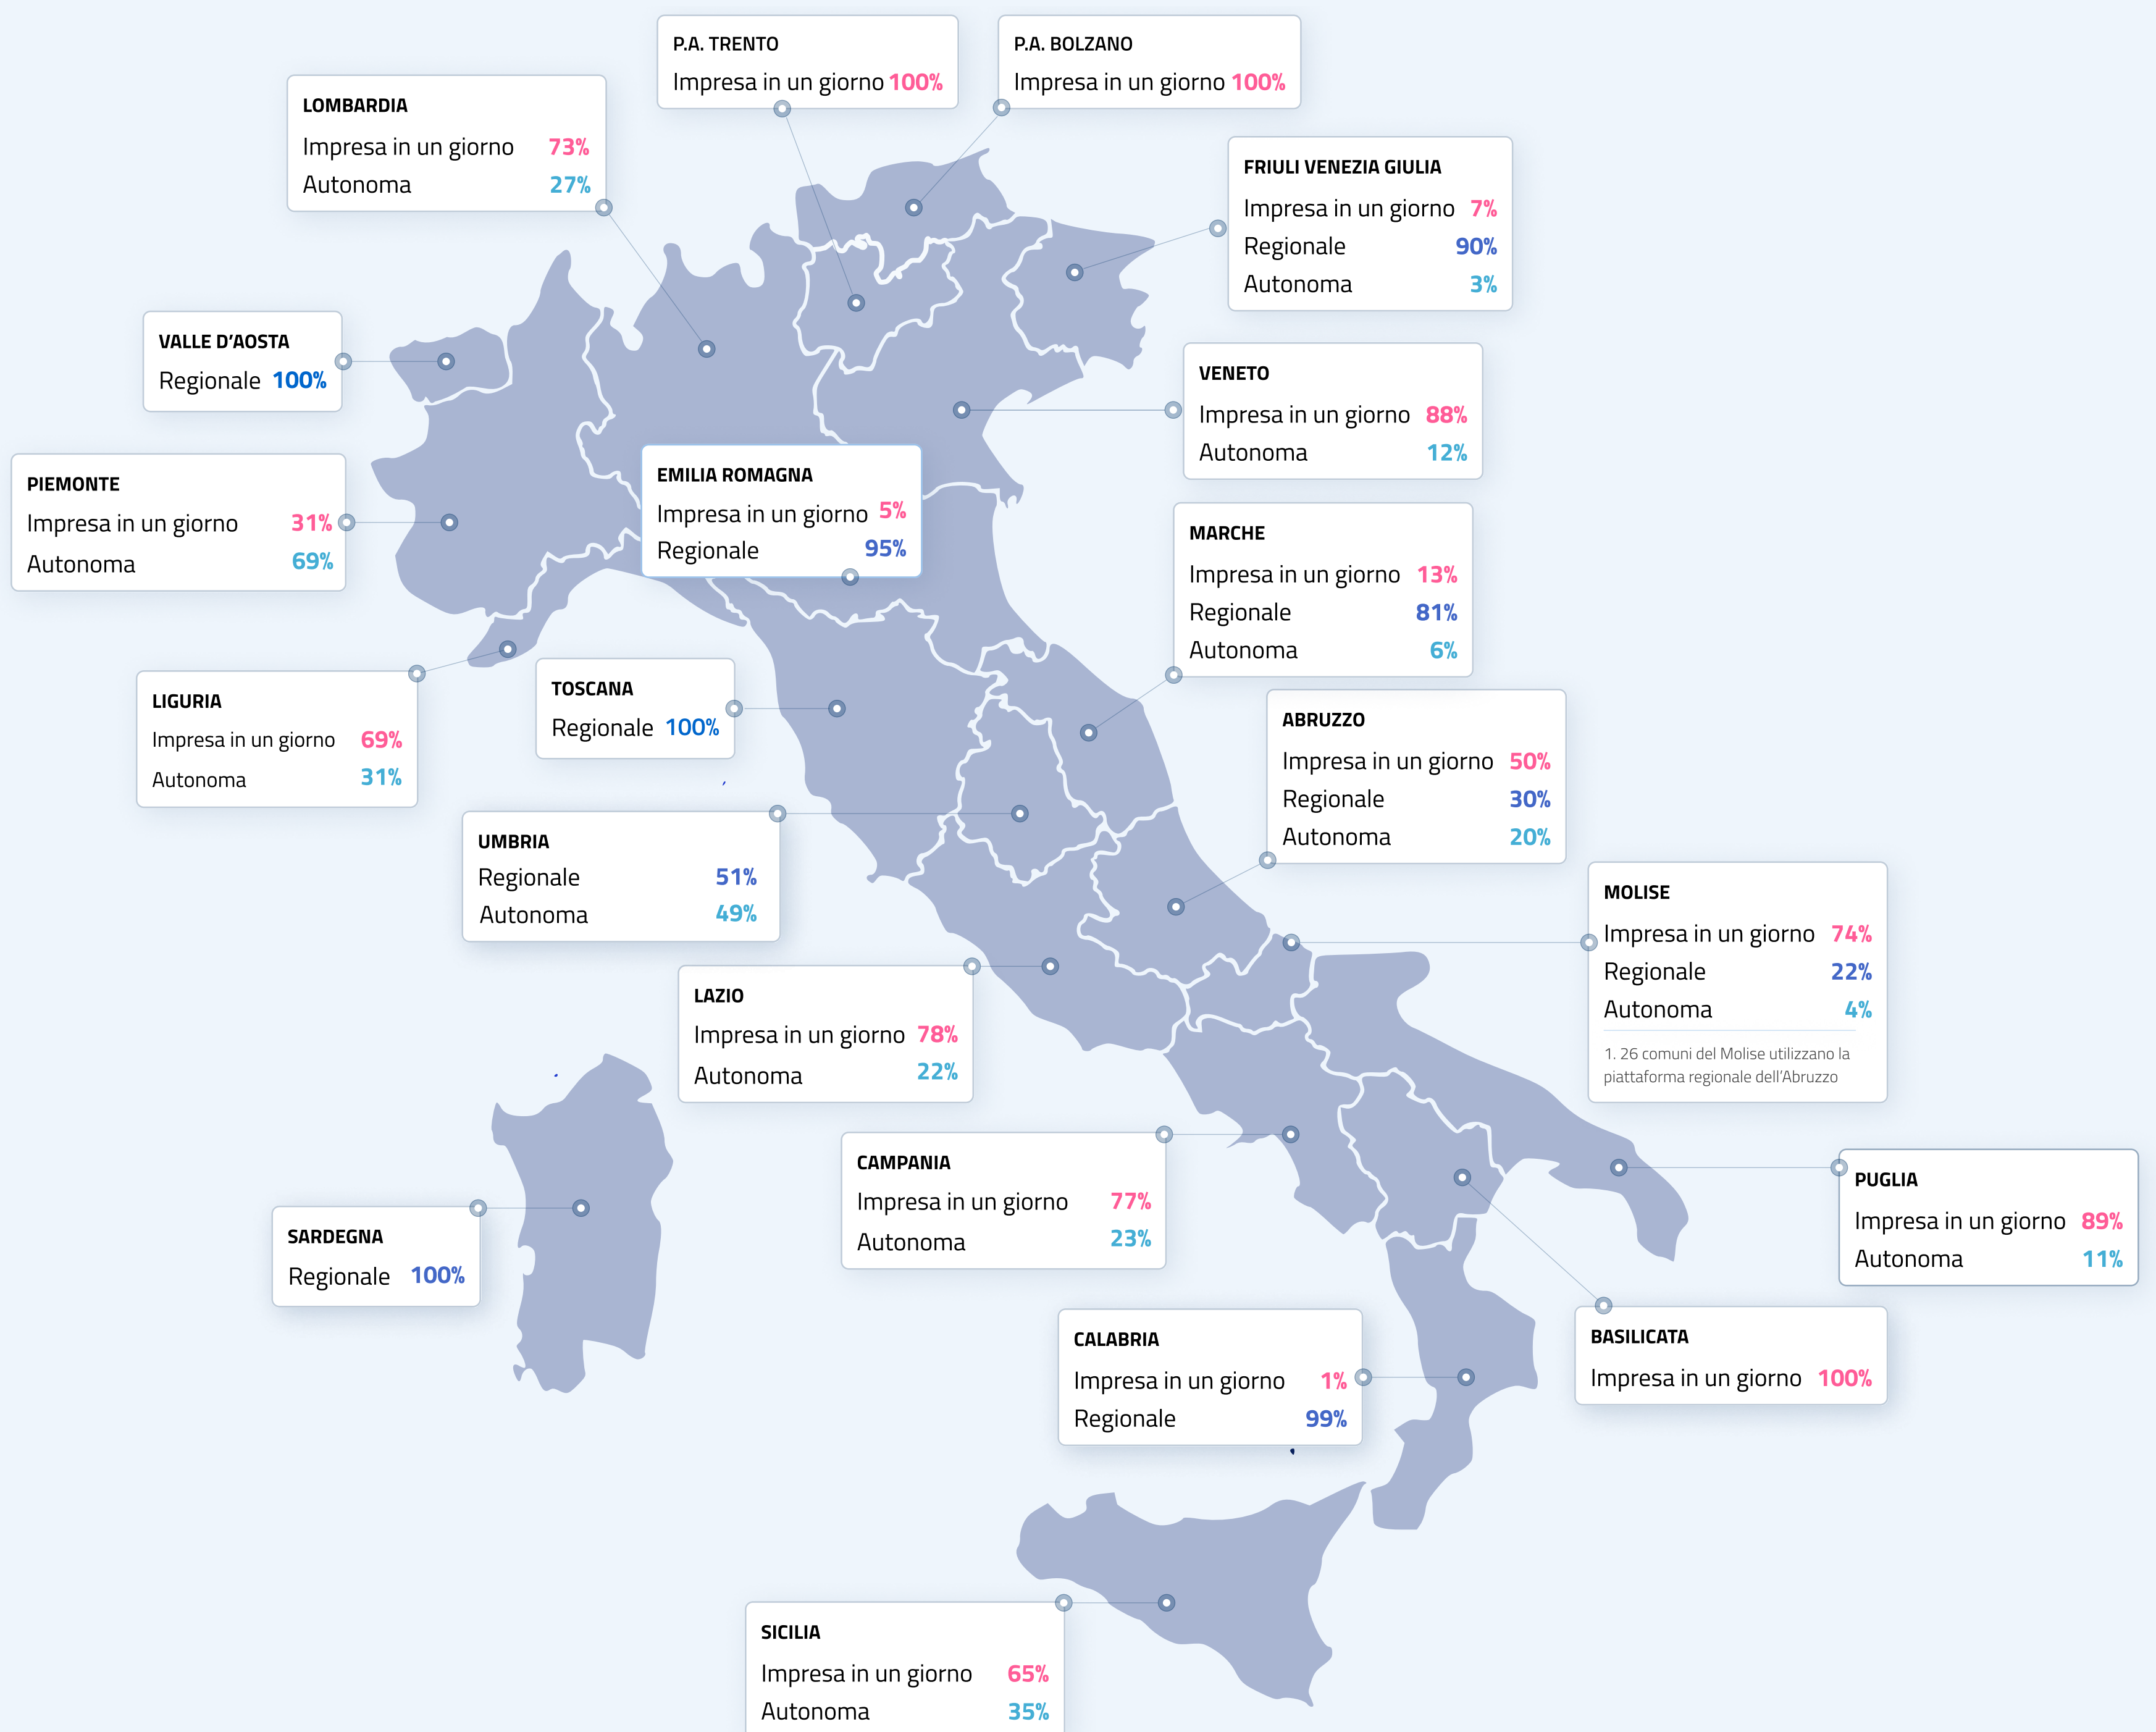 P.A. TRENTO
Impresa in un giorno 100%
P.A. BOLZANO
Impresa in un giorno 100%
LOMBARDIA
Impresa in un giorno 73%
Autonoma 27%
FRIULI VENEZIA GIULIA
Impresa in un giorno 7%
Regionale 90%
Autonoma 3%
VALLE D’AOSTA
Regionale 100%
VENETO
Impresa in un giorno 88%
Autonoma 12%
PIEMONTE
Impresa in un giorno 31%
Autonoma 69%
EMILIA ROMAGNA
Impresa in un giorno 5%
Regionale 95%
MARCHE
Impresa in un giorno 13%
Regionale 81%
Autonoma 6%
LIGURIA
Impresa in un giorno 69%
Autonoma 31%
TOSCANA
Regionale 100%
ABRUZZO
Impresa in un giorno 50%
Regionale 30%
Autonoma 20%
UMBRIA
Regionale 51%
Autonoma 49%
MOLISE
Impresa in un giorno 74%
Regionale 22%
Autonoma 4%
1. 26 comuni del Molise utilizzano la
piattaforma regionale dell’Abruzzo
LAZIO
Impresa in un giorno 78%
Autonoma 22%
CAMPANIA
Impresa in un giorno 77%
Autonoma 23%
PUGLIA
Impresa in un giorno 89%
Autonoma 11%
SARDEGNA
Regionale 100%
CALABRIA
Impresa in un giorno 1%
Regionale 99%
BASILICATA
Impresa in un giorno 100%
SICILIA
Impresa in un giorno 65%
Autonoma 35%